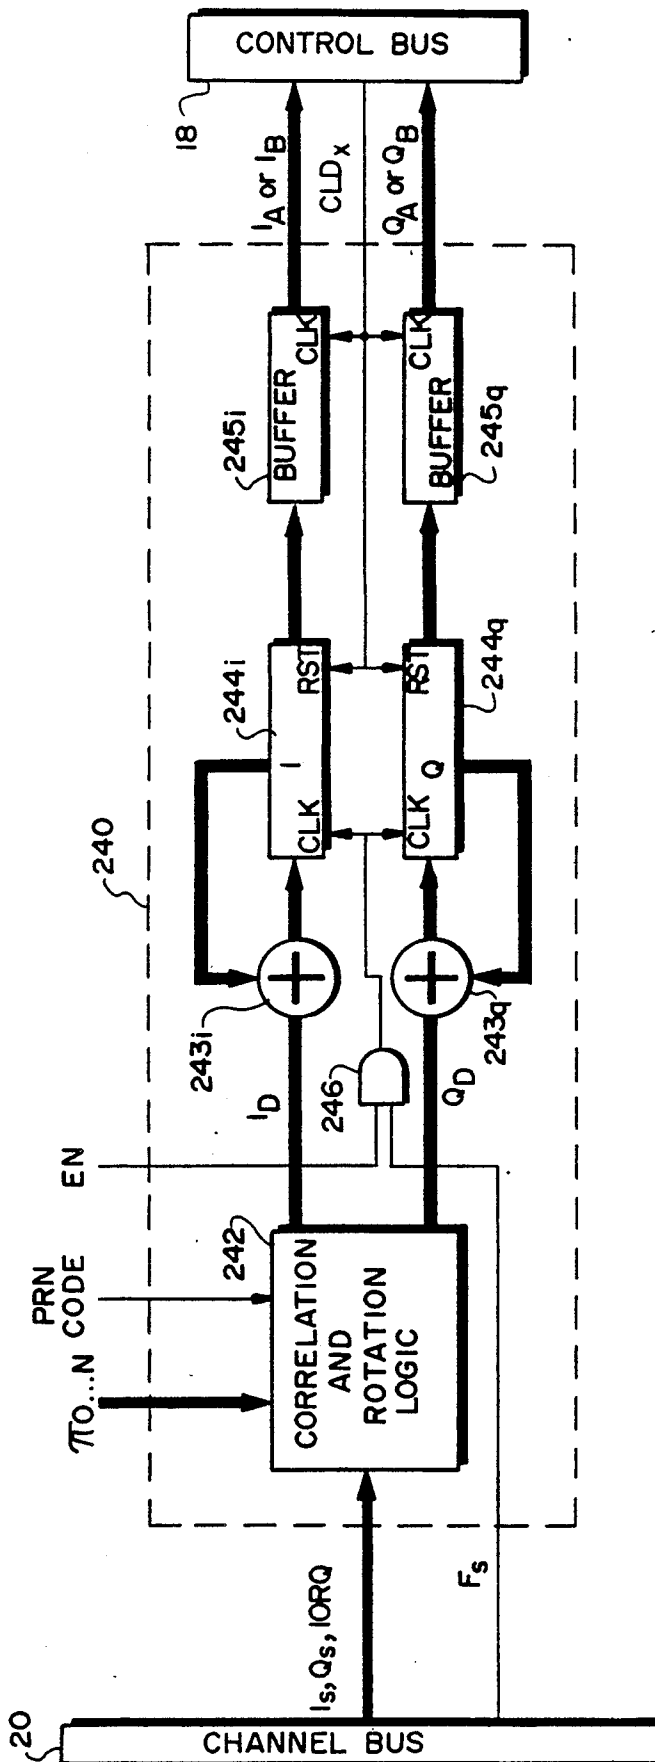 CONTROL BUS
18
I_A or I_B
CLD_X
Q_A or Q_B
245i
BUFFER
CLK
CLK
BUFFER
245q
240
244i
RST
I
CLK
RST
244q
Q
CLK
243i
243q
246
I_D
Q_D
EN
PRN
CODE
π0...N
242
CORRELATION
AND
ROTATION
LOGIC
I_S, Q_S, IORQ
F_S
20
CHANNEL BUS